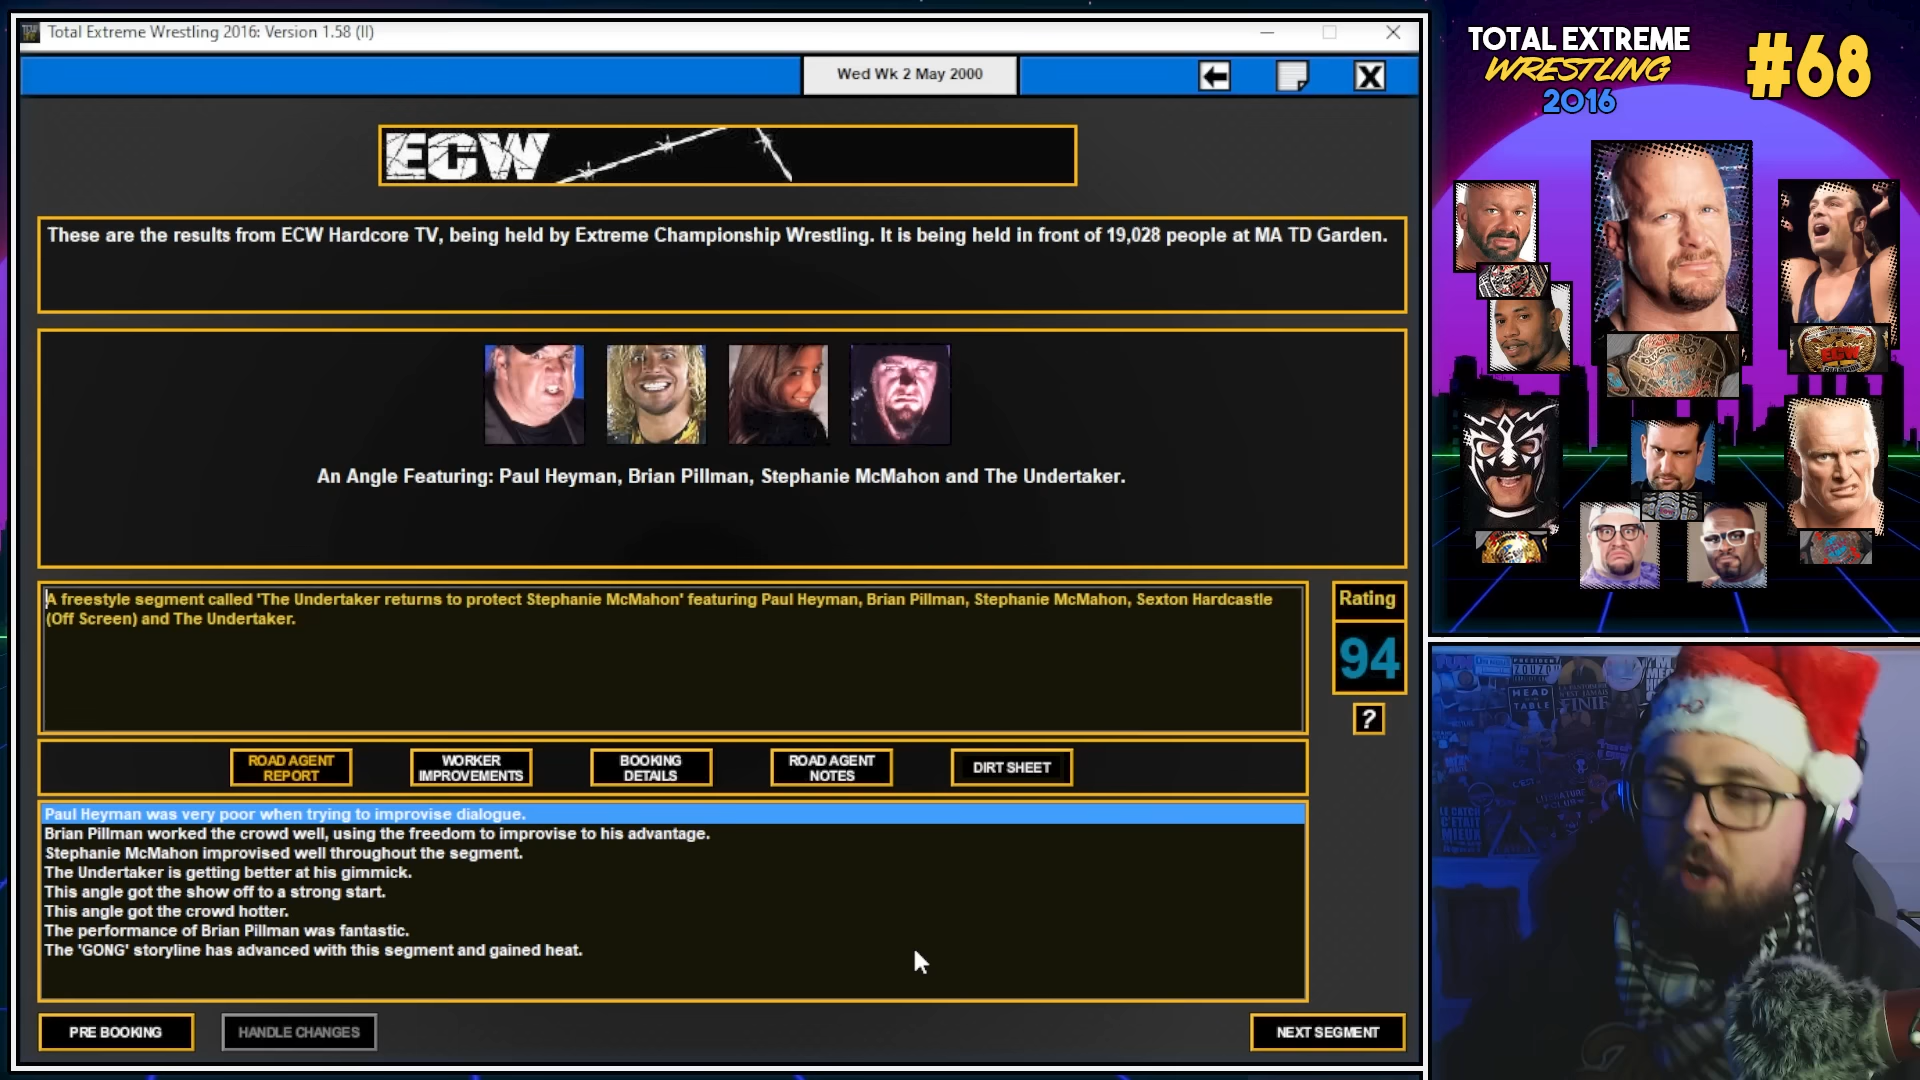 Total Extreme Wrestling 2016: Version 1.58 (II)
Wed Wk 2 May 2000
X
ECW
These are the results from ECW Hardcore TV, being held by Extreme Championship Wrestling. It is being held in front of 19,028 people at MA TD Garden.
An Angle Featuring: Paul Heyman, Brian Pillman, Stephanie McMahon and The Undertaker.
A freestyle segment called 'The Undertaker returns to protect Stephanie McMahon' featuring Paul Heyman, Brian Pillman, Stephanie McMahon, Sexton Hardcastle
(Off Screen) and The Undertaker.
Rating
94
?
ROAD AGENT
REPORT
WORKER
IMPROVEMENTS
BOOKING
DETAILS
ROAD AGENT
NOTES
DIRT SHEET
Paul Heyman was very poor when trying to improvise dialogue.
Brian Pillman worked the crowd well, using the freedom to improvise to his advantage.
Stephanie McMahon improvised well throughout the segment.
The Undertaker is getting better at his gimmick.
This angle got the show off to a strong start.
This angle got the crowd hotter.
The performance of Brian Pillman was fantastic.
The 'GONG' storyline has advanced with this segment and gained heat.
PRE BOOKING
HANDLE CHANGES
NEXT SEGMENT
TOTAL EXTREME
WRESTLING
2016
#68
ECW
HEAD
TABLE
FINIE
LE CATCH
C'ÉTAIT
MIEUX